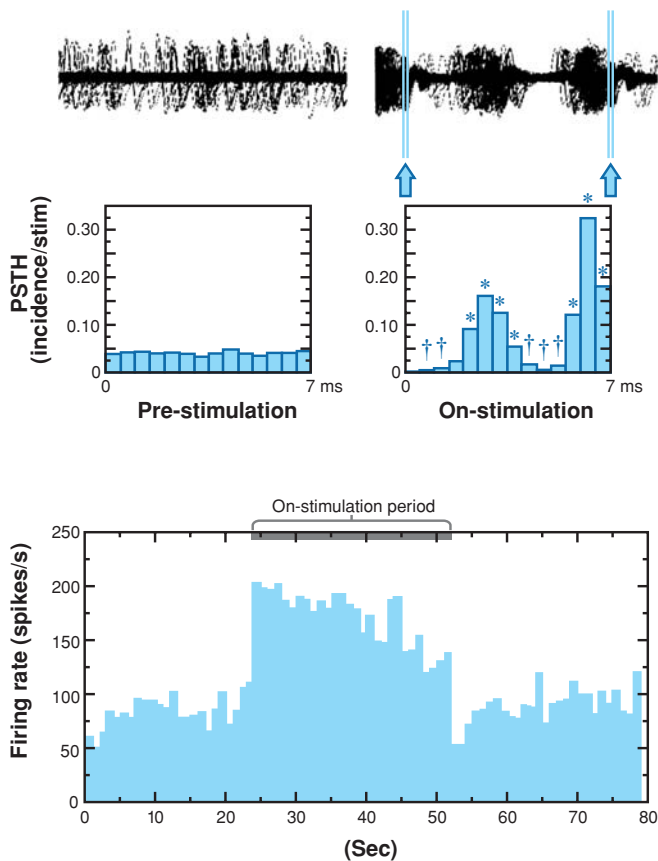 PSTH
(incidence/stim)
0.30
0.20
0.10
0
0
7 ms
Pre-stimulation
0.30
0.20
0.10
0
* * * * * * *
† † † † †
0
7 ms
On-stimulation
On-stimulation period
Firing rate (spikes/s)
250
200
150
100
50
0
0 10 20 30 40 50 60 70 80
(Sec)